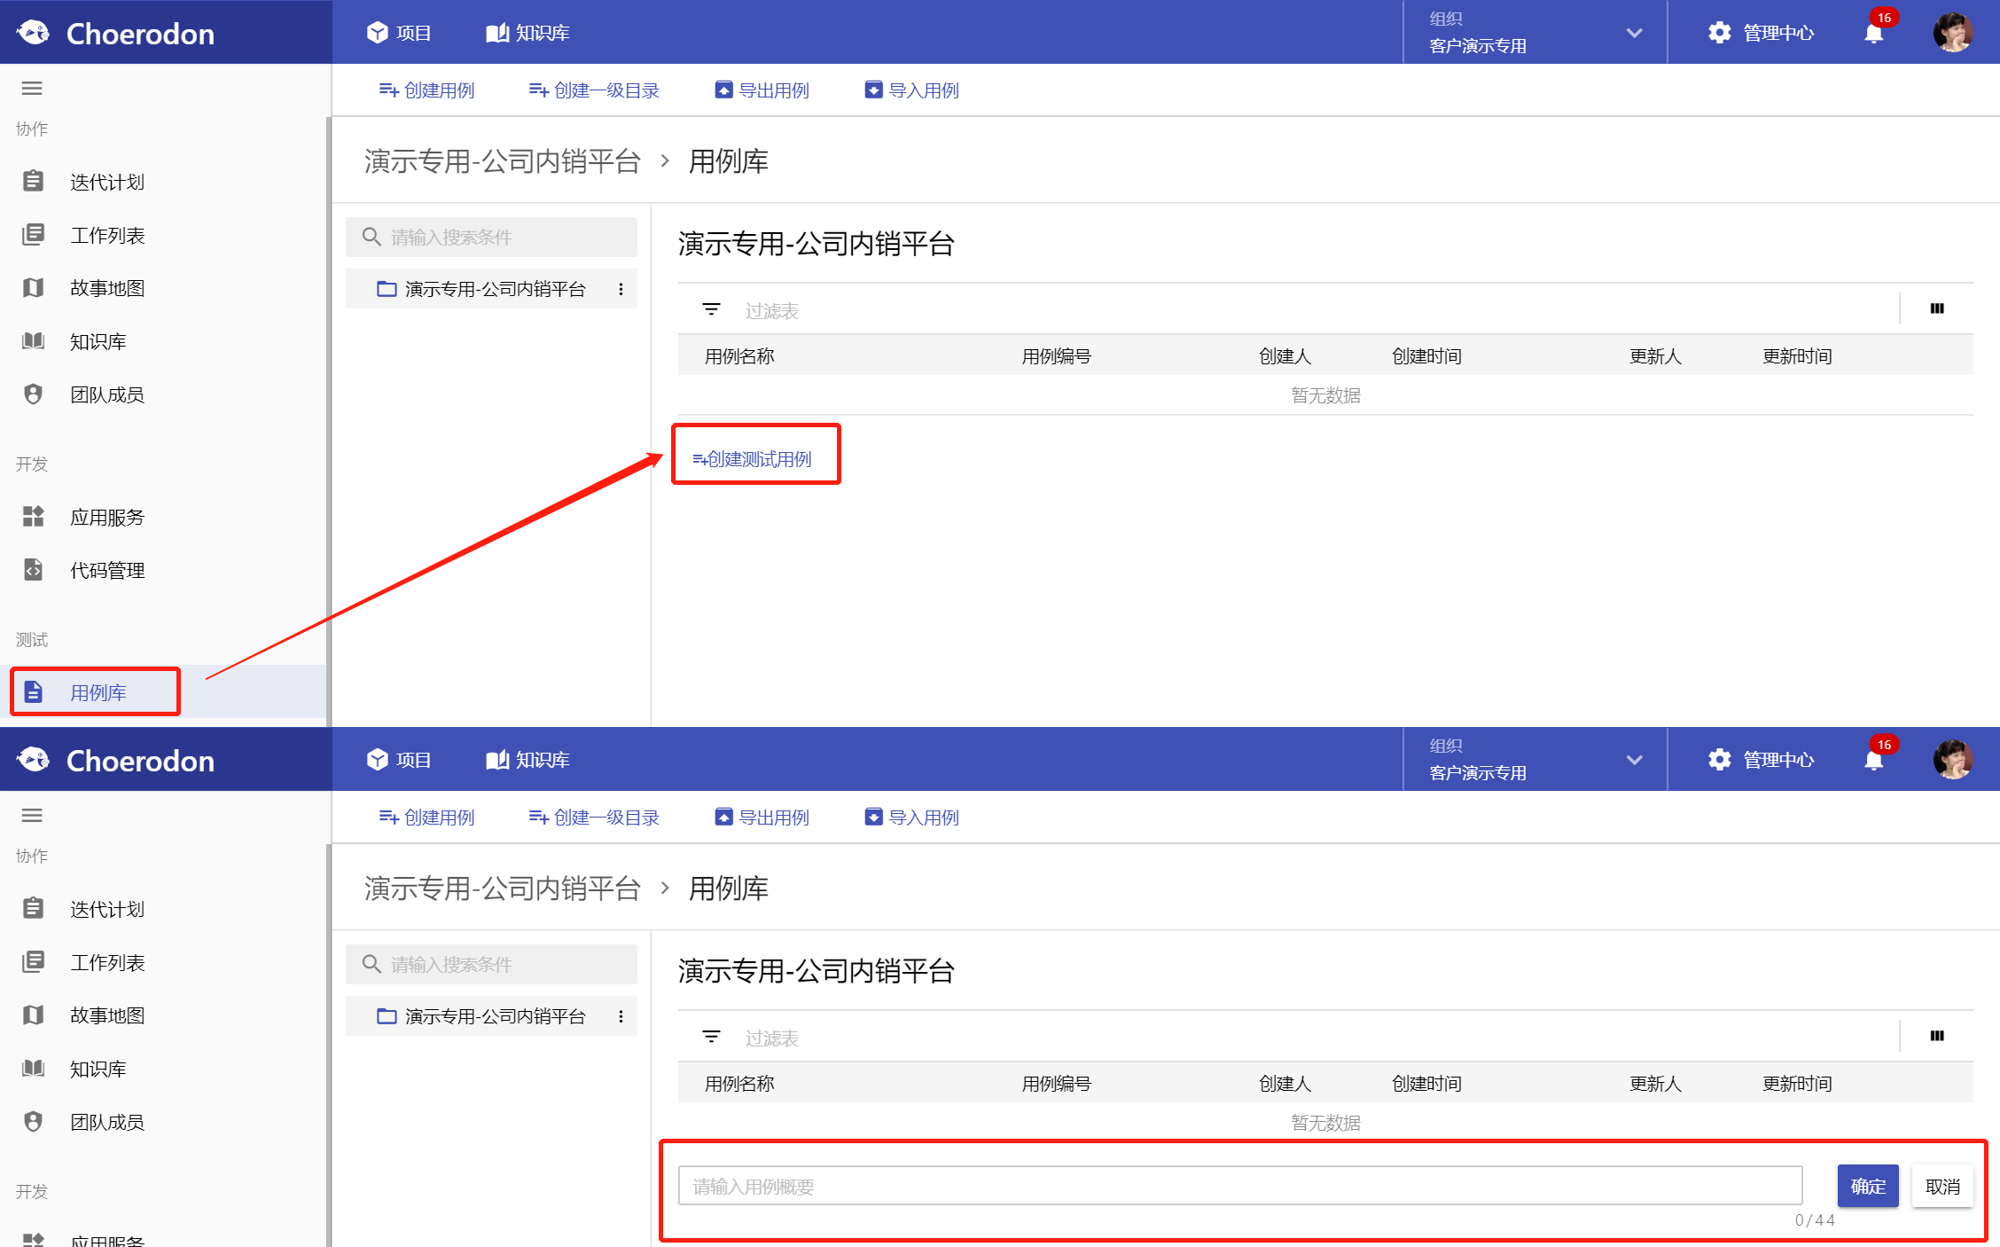 Choerodon
项目
知识库
组织
客户演示专用
管理中心
16
创建用例
创建一级目录
导出用例
导入用例
协作
演示专用-公司内销平台 > 用例库
迭代计划
工作列表
故事地图
知识库
团队成员
开发
应用服务
代码管理
测试
用例库
请输入搜索条件
演示专用-公司内销平台
演示专用-公司内销平台
过滤表
用例名称 用例编号 创建人 创建时间 更新人 更新时间
暂无数据
创建测试用例
Choerodon
项目
知识库
组织
客户演示专用
管理中心
16
创建用例
创建一级目录
导出用例
导入用例
协作
演示专用-公司内销平台 > 用例库
迭代计划
工作列表
故事地图
知识库
团队成员
开发
应用服务
请输入搜索条件
演示专用-公司内销平台
演示专用-公司内销平台
过滤表
用例名称 用例编号 创建人 创建时间 更新人 更新时间
暂无数据
请输入用例概要
确定
取消
0/44